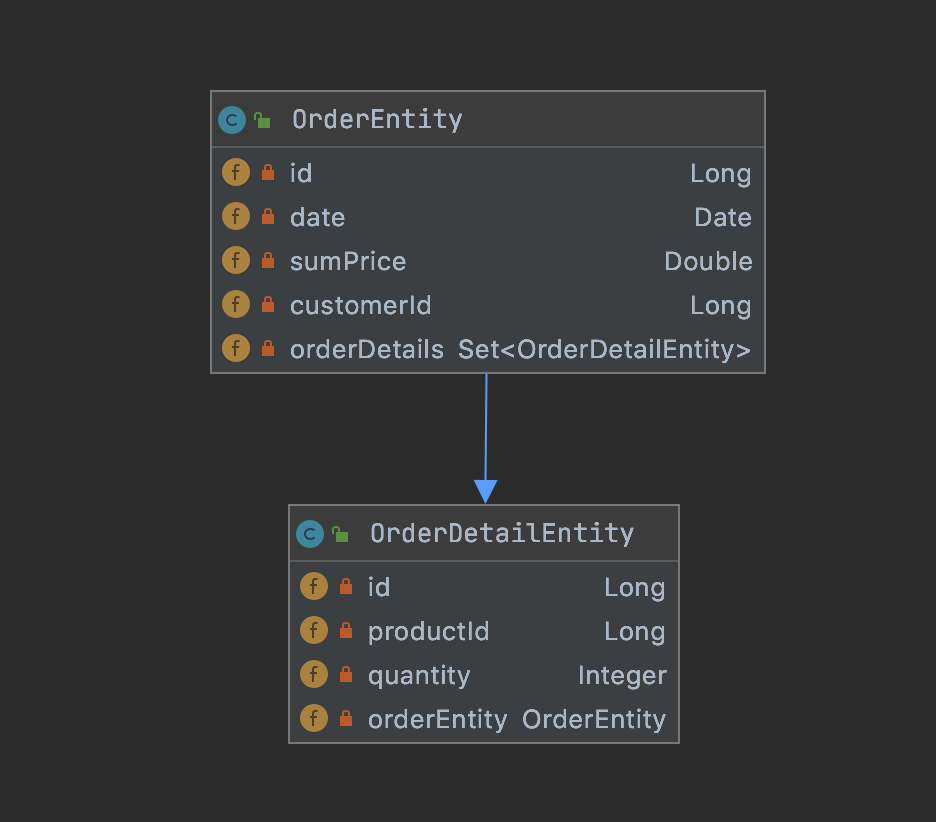 C OrderEntity
f id Long
f date Date
f sumPrice Double
f customerId Long
f orderDetails Set<OrderDetailEntity>
C OrderDetailEntity
f id Long
f productId Long
f quantity Integer
f orderEntity OrderEntity